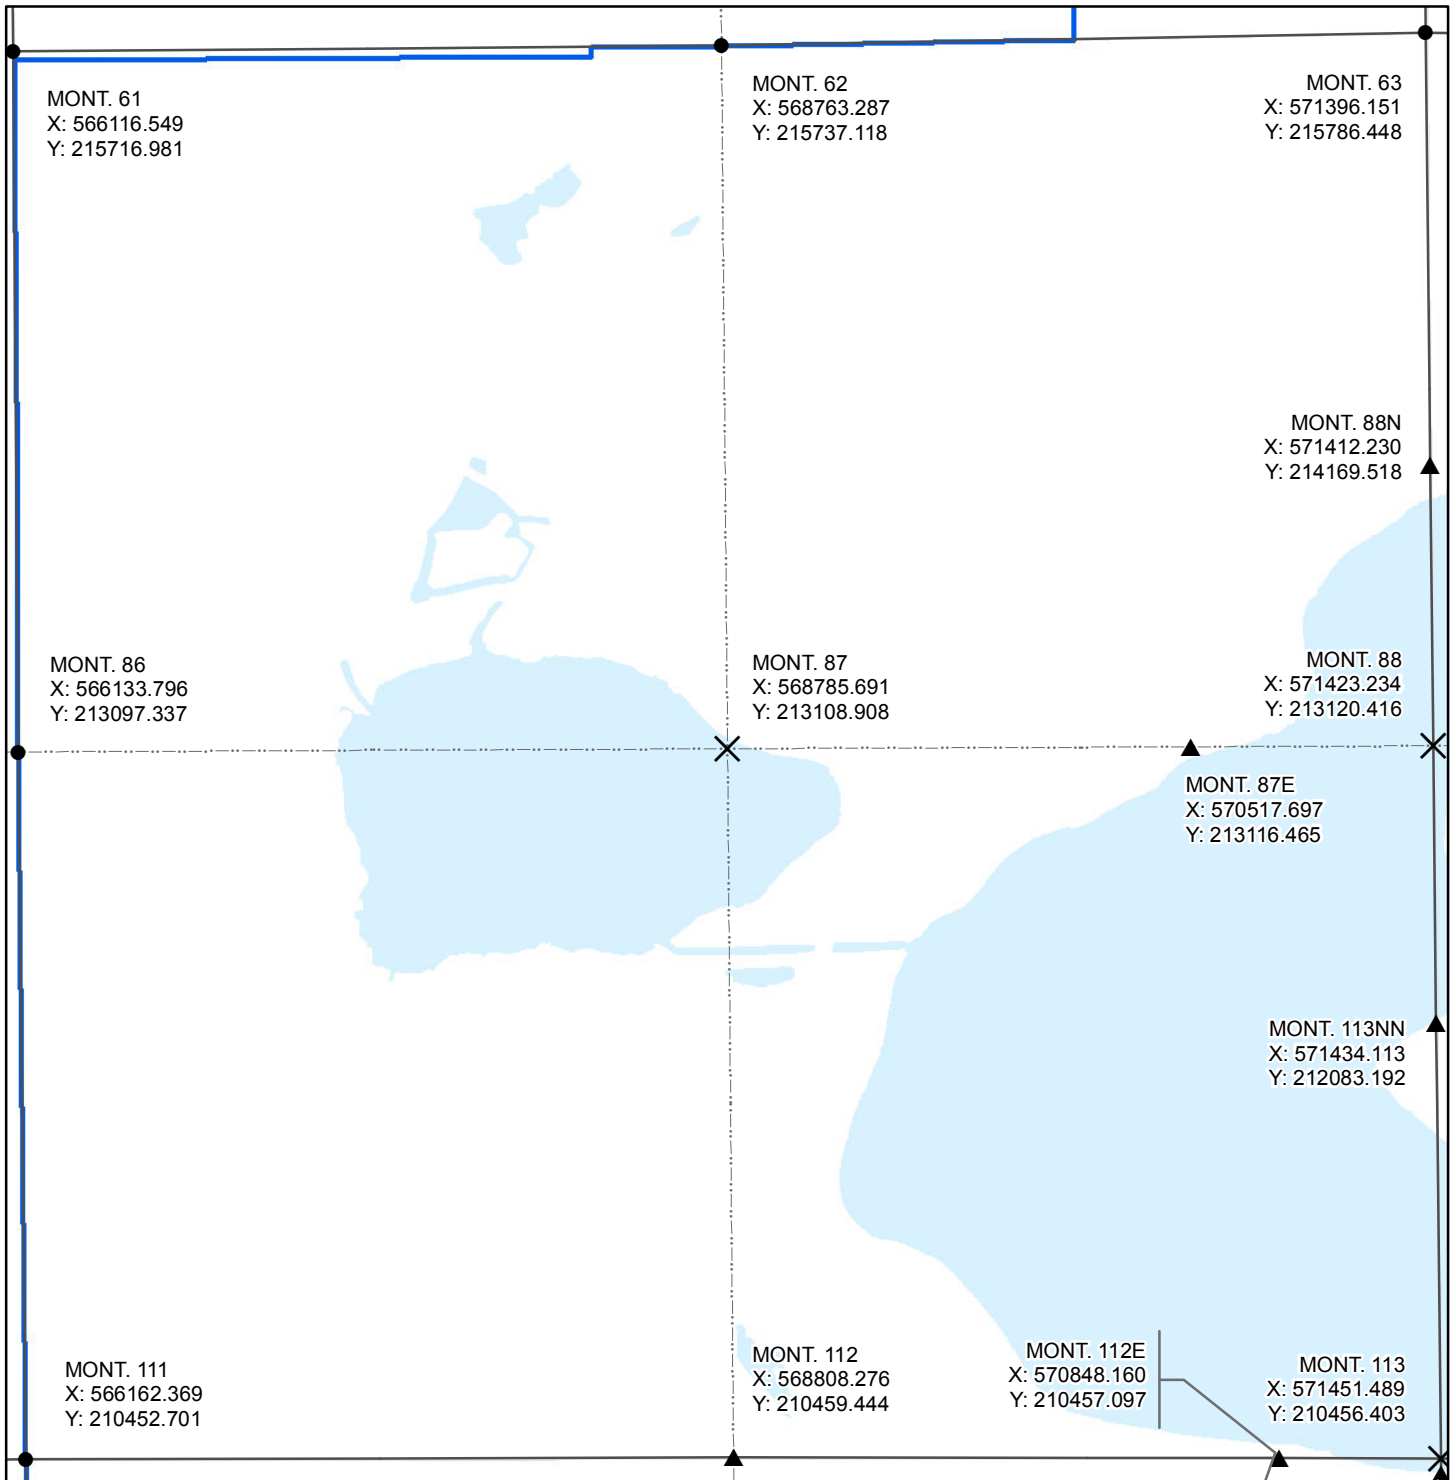 MONT. 61
X: 566116.549
Y: 215716.981
MONT. 62
X: 568763.287
Y: 215737.118
MONT. 63
X: 571396.151
Y: 215786.448
MONT. 88N
X: 571412.230
Y: 214169.518
MONT. 86
X: 566133.796
Y: 213097.337
MONT. 87
X: 568785.691
Y: 213108.908
MONT. 88
X: 571423.234
Y: 213120.416
MONT. 87E
X: 570517.697
Y: 213116.465
MONT. 113NN
X: 571434.113
Y: 212083.192
MONT. 111
X: 566162.369
Y: 210452.701
MONT. 112
X: 568808.276
Y: 210459.444
MONT. 112E
X: 570848.160
Y: 210457.097
MONT. 113
X: 571451.489
Y: 210456.403